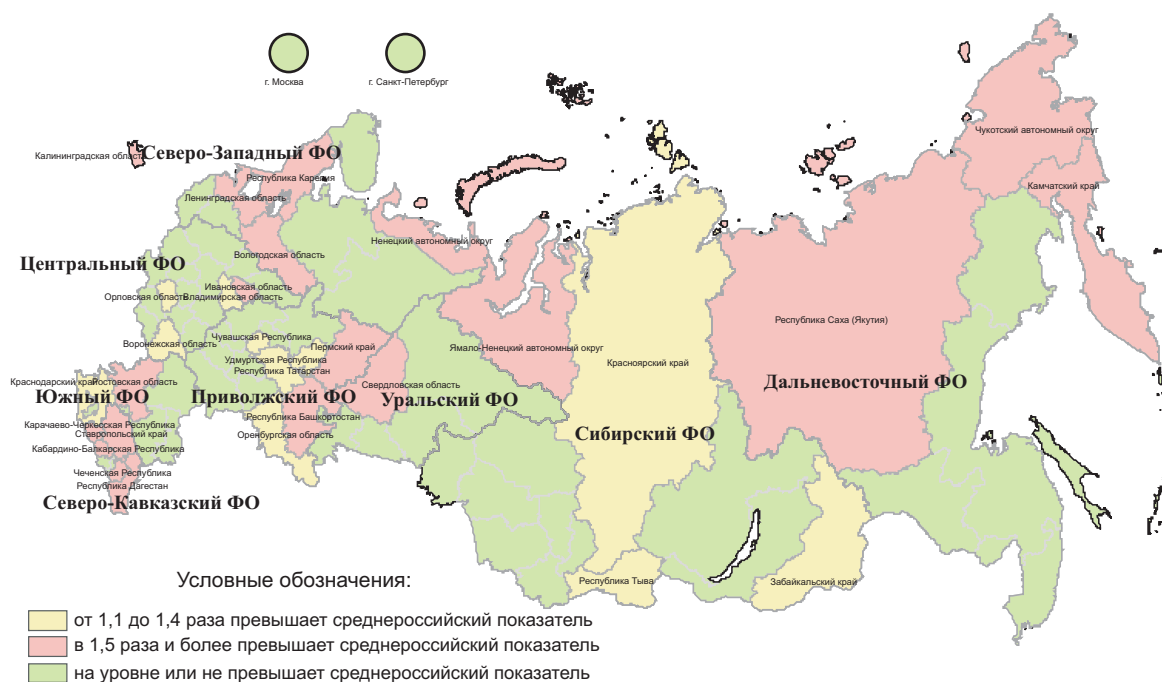 г. Москва
г. Санкт-Петербург
Чукотский автономный округ
Калининградская область
Северо-Западный ФО
Республика Карелия
Камчатский край
Ленинградская область
Ненецкий автономный округ
Вологодская область
Центральный ФО
Ивановская область
Орловская область
Владимирская область
Республика Саха (Якутия)
Воронежская область
Чувашская Республика
Пермский край
Ямало-Ненецкий автономный округ
Удмуртская Республика
Красноярский край
Республика Татарстан
Краснодарский край
Ростовская область
Свердловская область
Дальневосточный ФО
Южный ФО
Приволжский ФО
Уральский ФО
Республика Башкортостан
Карачаево-Черкесская Республика
Ставропольский край
Оренбургская область
Сибирский ФО
Кабардино-Балкарская Республика
Чеченская Республика
Республика Дагестан
Северо-Кавказский ФО
Республика Тыва
Забайкальский край
Условные обозначения:
от 1,1 до 1,4 раза превышает среднероссийский показатель
в 1,5 раза и более превышает среднероссийский показатель
на уровне или не превышает среднероссийский показатель